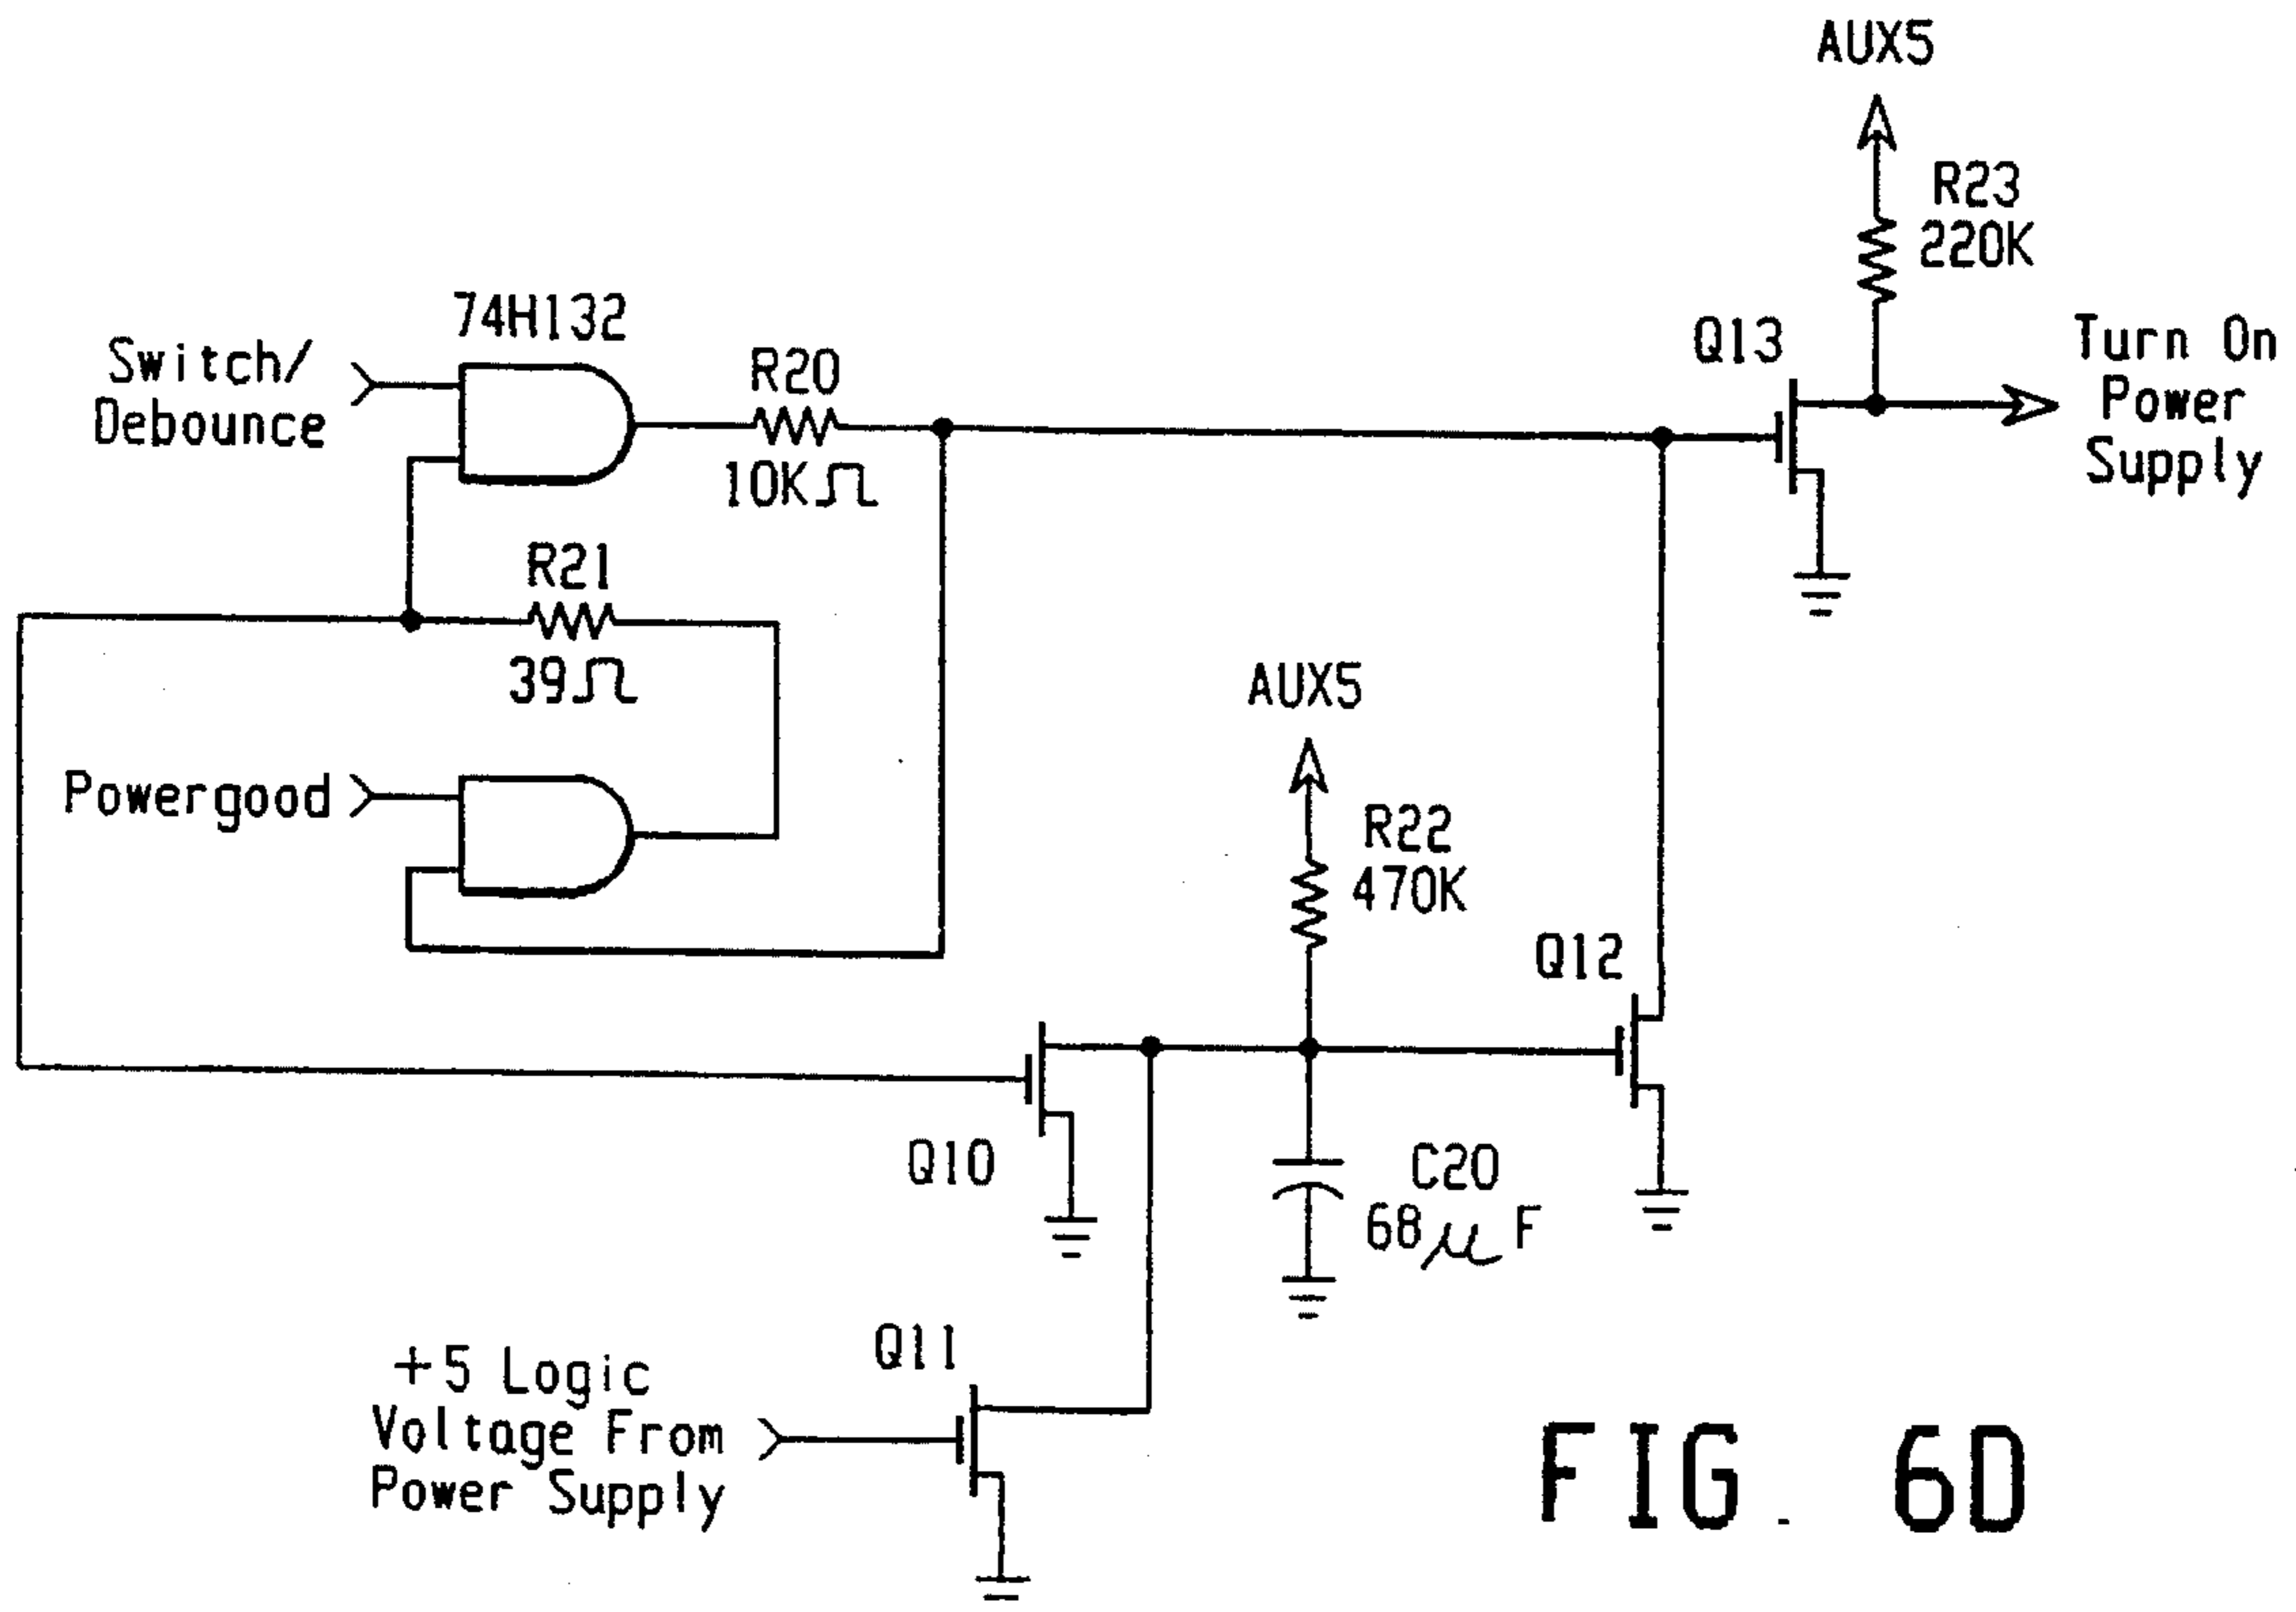 AUX5
R23
220K
Q13
Turn On
Power
Supply
74H132
Switch/
Debounce
R20
10KΩ
R21
39Ω
Powergood
AUX5
R22
470K
Q12
Q10
C20
68μF
Q11
+5 Logic
Voltage From
Power Supply
FIG. 6D